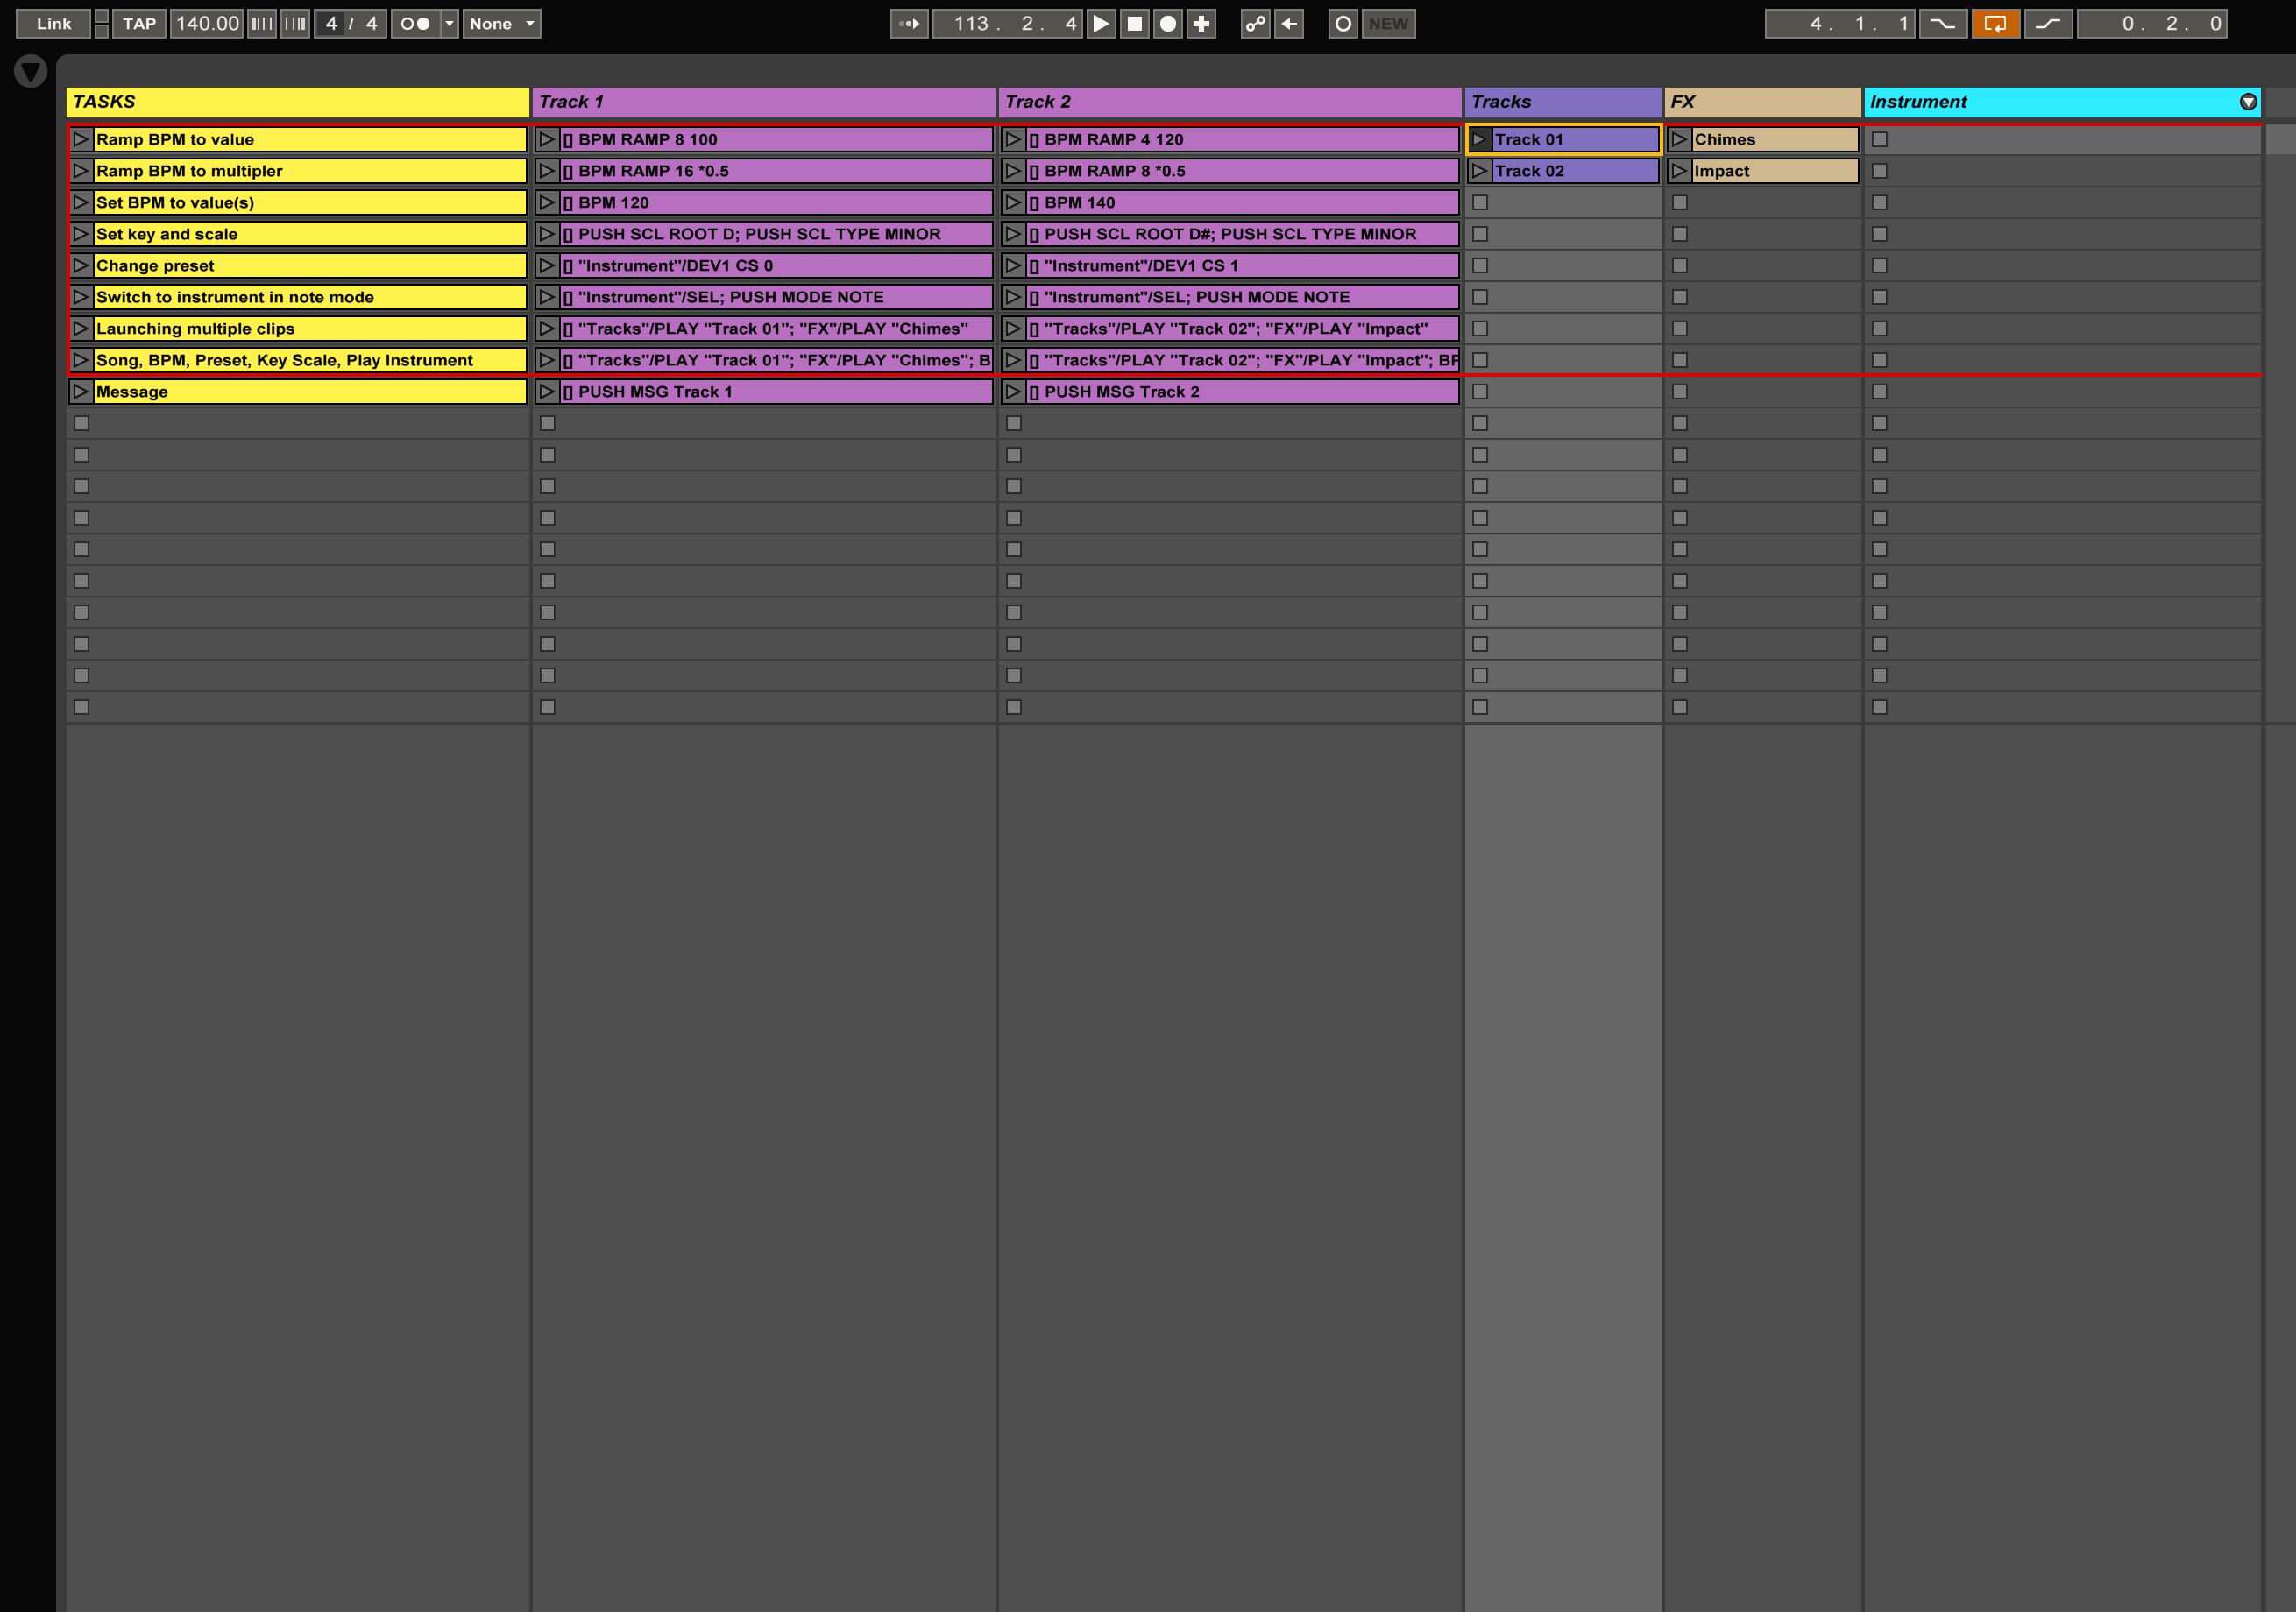 Link TAP 140.00 4 / 4 None 113. 2. 4 NEW 4. 1. 1 0. 2. 0
TASKS Track 1 Track 2 Tracks FX Instrument
Ramp BPM to value [] BPM RAMP 8 100 [] BPM RAMP 4 120 Track 01 Chimes
Ramp BPM to multipler [] BPM RAMP 16 *0.5 [] BPM RAMP 8 *0.5 Track 02 Impact
Set BPM to value(s) [] BPM 120 [] BPM 140
Set key and scale [] PUSH SCL ROOT D; PUSH SCL TYPE MINOR [] PUSH SCL ROOT D#; PUSH SCL TYPE MINOR
Change preset [] "Instrument"/DEV1 CS 0 [] "Instrument"/DEV1 CS 1
Switch to instrument in note mode [] "Instrument"/SEL; PUSH MODE NOTE [] "Instrument"/SEL; PUSH MODE NOTE
Launching multiple clips [] "Tracks"/PLAY "Track 01"; "FX"/PLAY "Chimes" [] "Tracks"/PLAY "Track 02"; "FX"/PLAY "Impact"
Song, BPM, Preset, Key Scale, Play Instrument [] "Tracks"/PLAY "Track 01"; "FX"/PLAY "Chimes"; B [] "Tracks"/PLAY "Track 02"; "FX"/PLAY "Impact"; BP
Message [] PUSH MSG Track 1 [] PUSH MSG Track 2